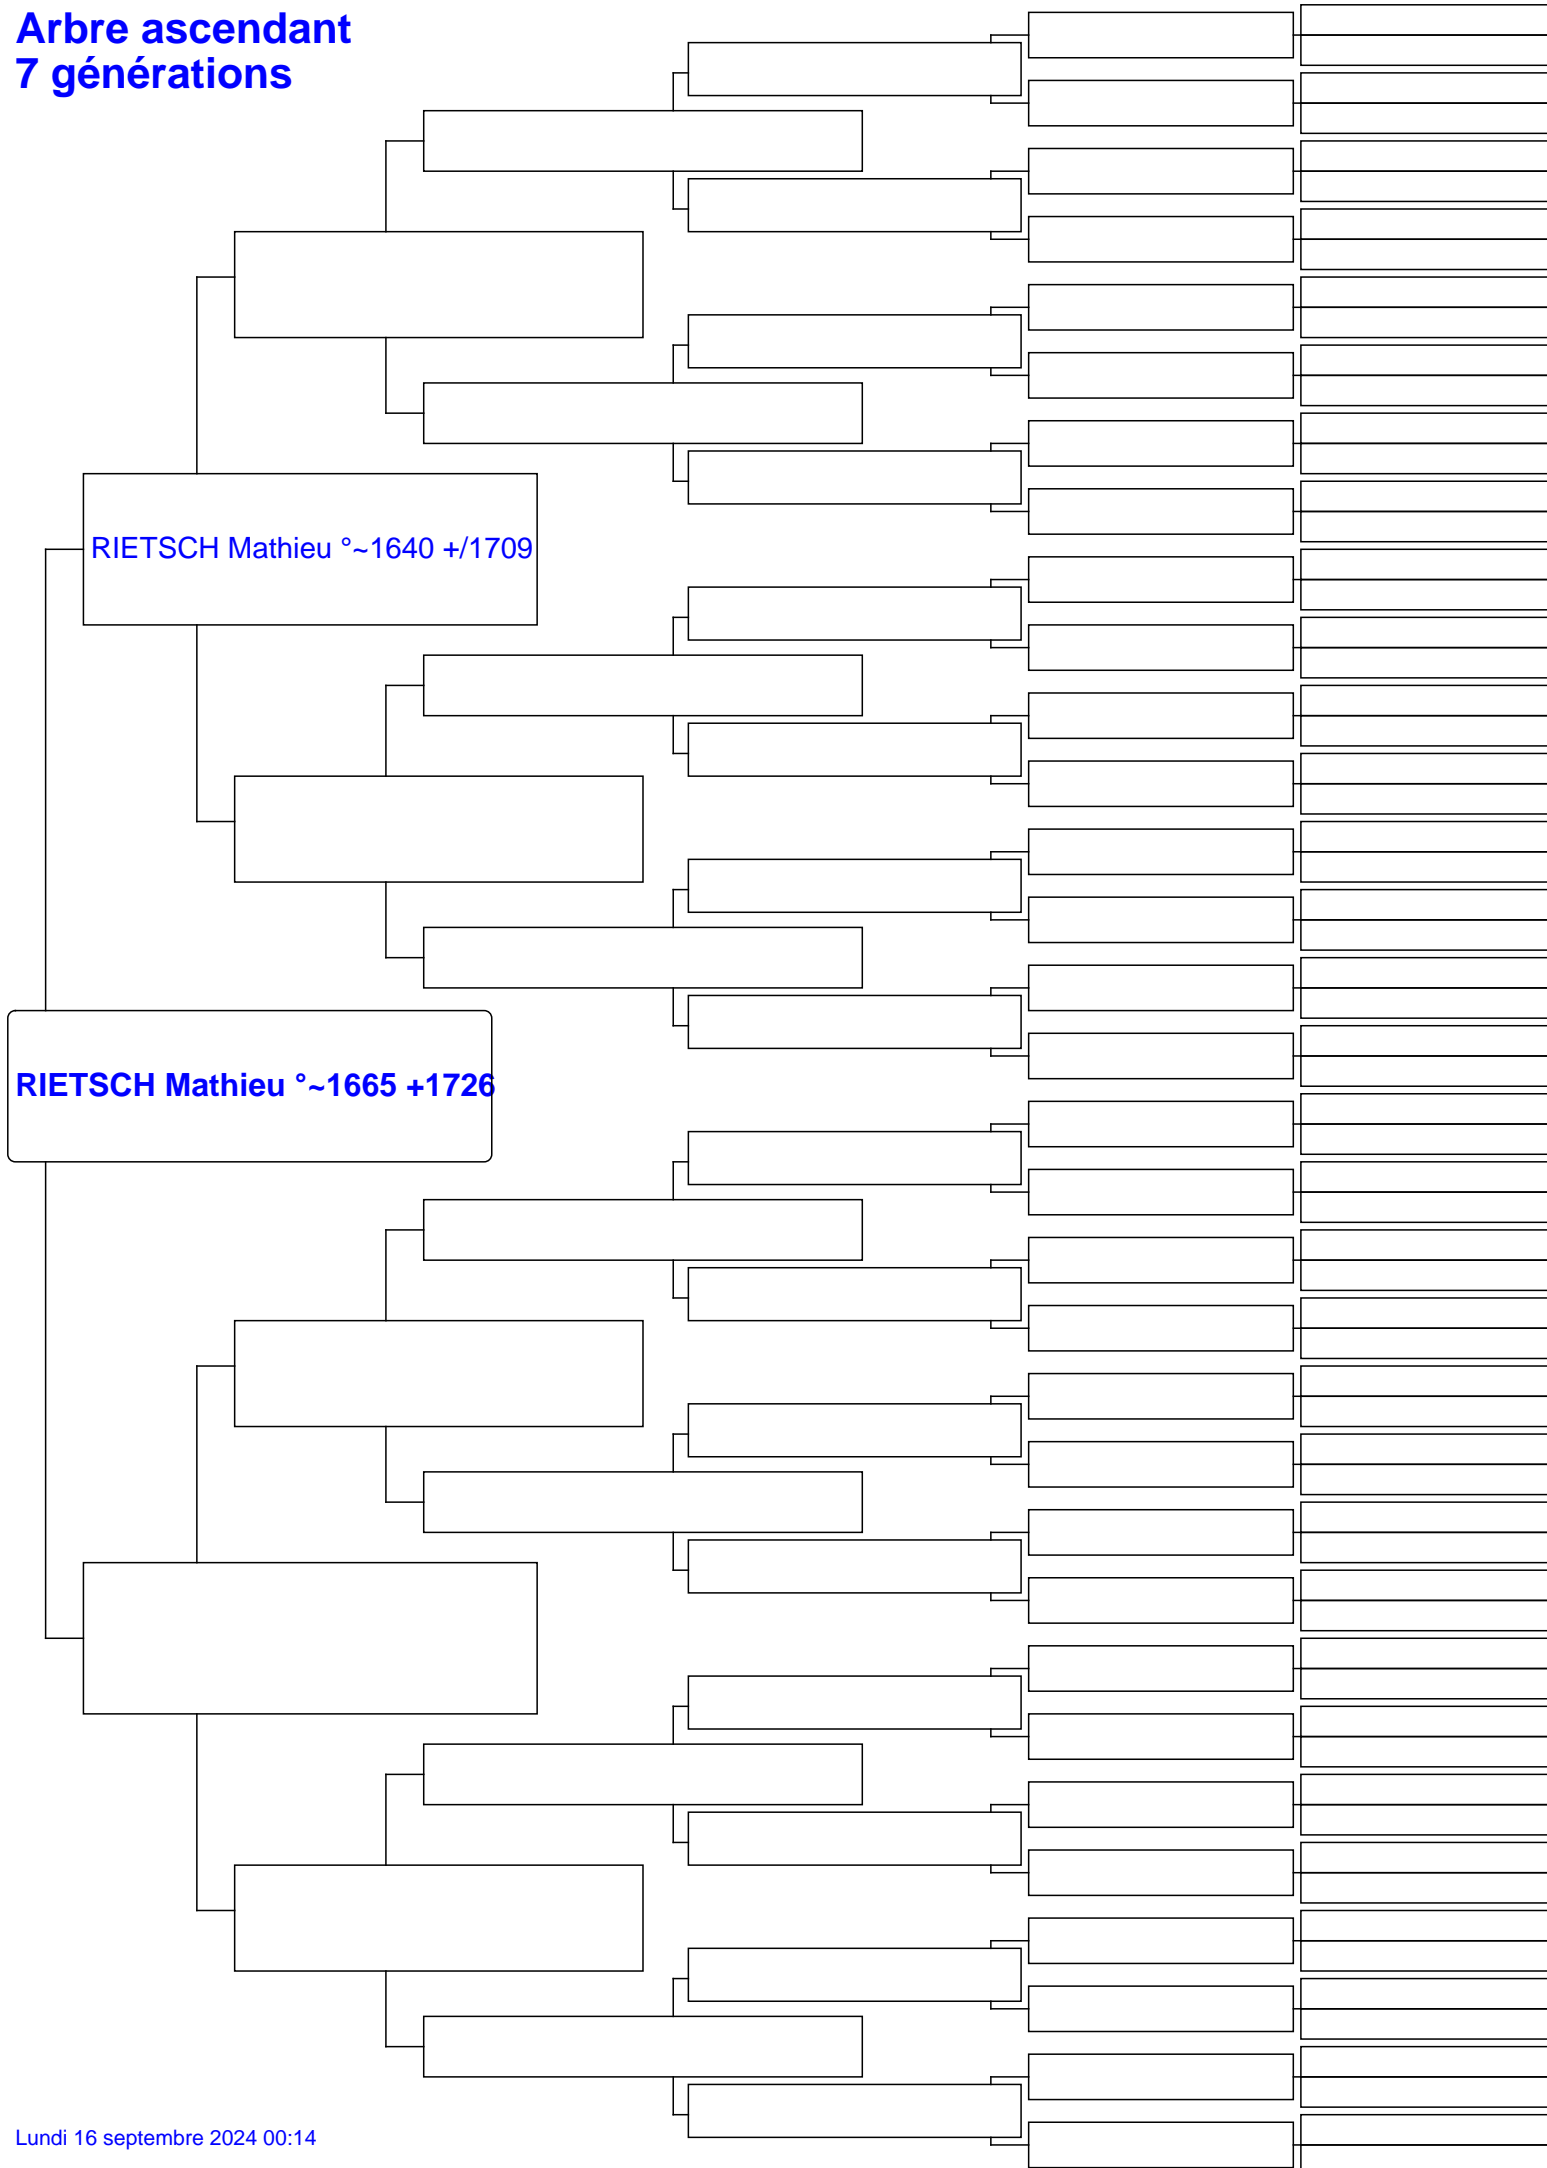 Arbre ascendant
7 générations
RIETSCH Mathieu °~1640 +/1709
RIETSCH Mathieu °~1665 +1726
Lundi 16 septembre 2024 00:14